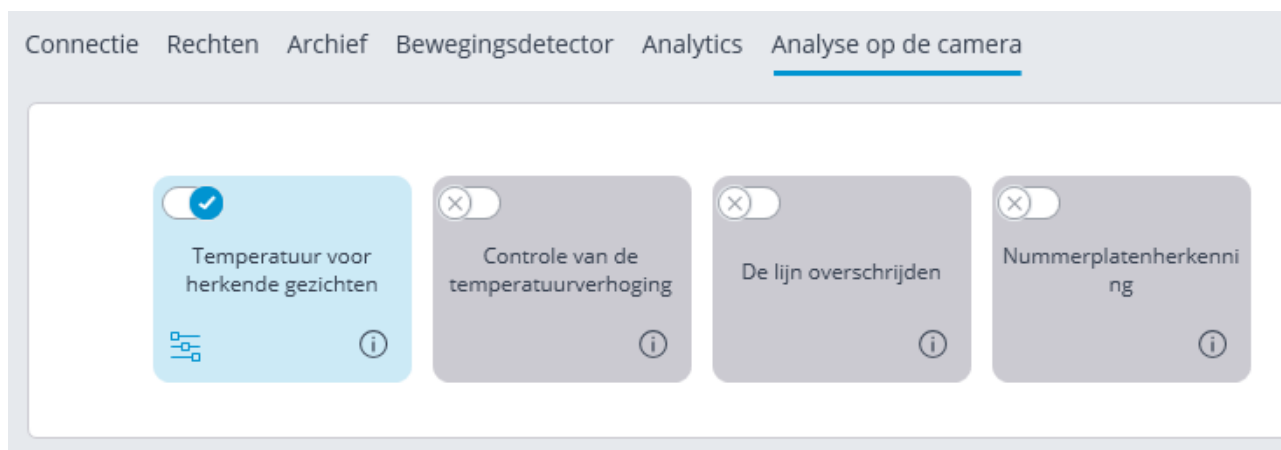 Connectie Rechten Archief Bewegingsdetector Analytics Analyse op de camera
Temperatuur voor
herkende gezichten
Controle van de
temperatuurverhoging
De lijn overschrijden
Nummerplatenherkenni
ng